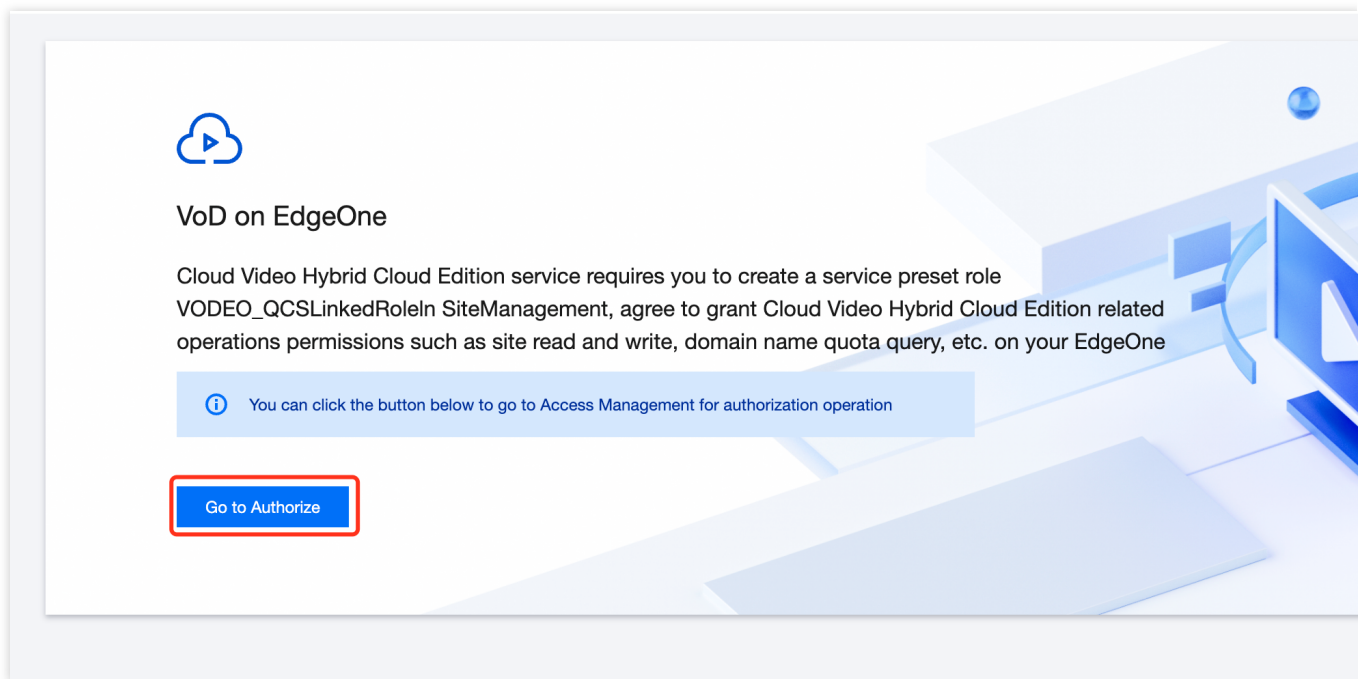 VoD on EdgeOne
Cloud Video Hybrid Cloud Edition service requires you to create a service preset role
VODEO_QCSLinkedRoleIn SiteManagement, agree to grant Cloud Video Hybrid Cloud Edition related
operations permissions such as site read and write, domain name quota query, etc. on your EdgeOne
You can click the button below to go to Access Management for authorization operation
Go to Authorize